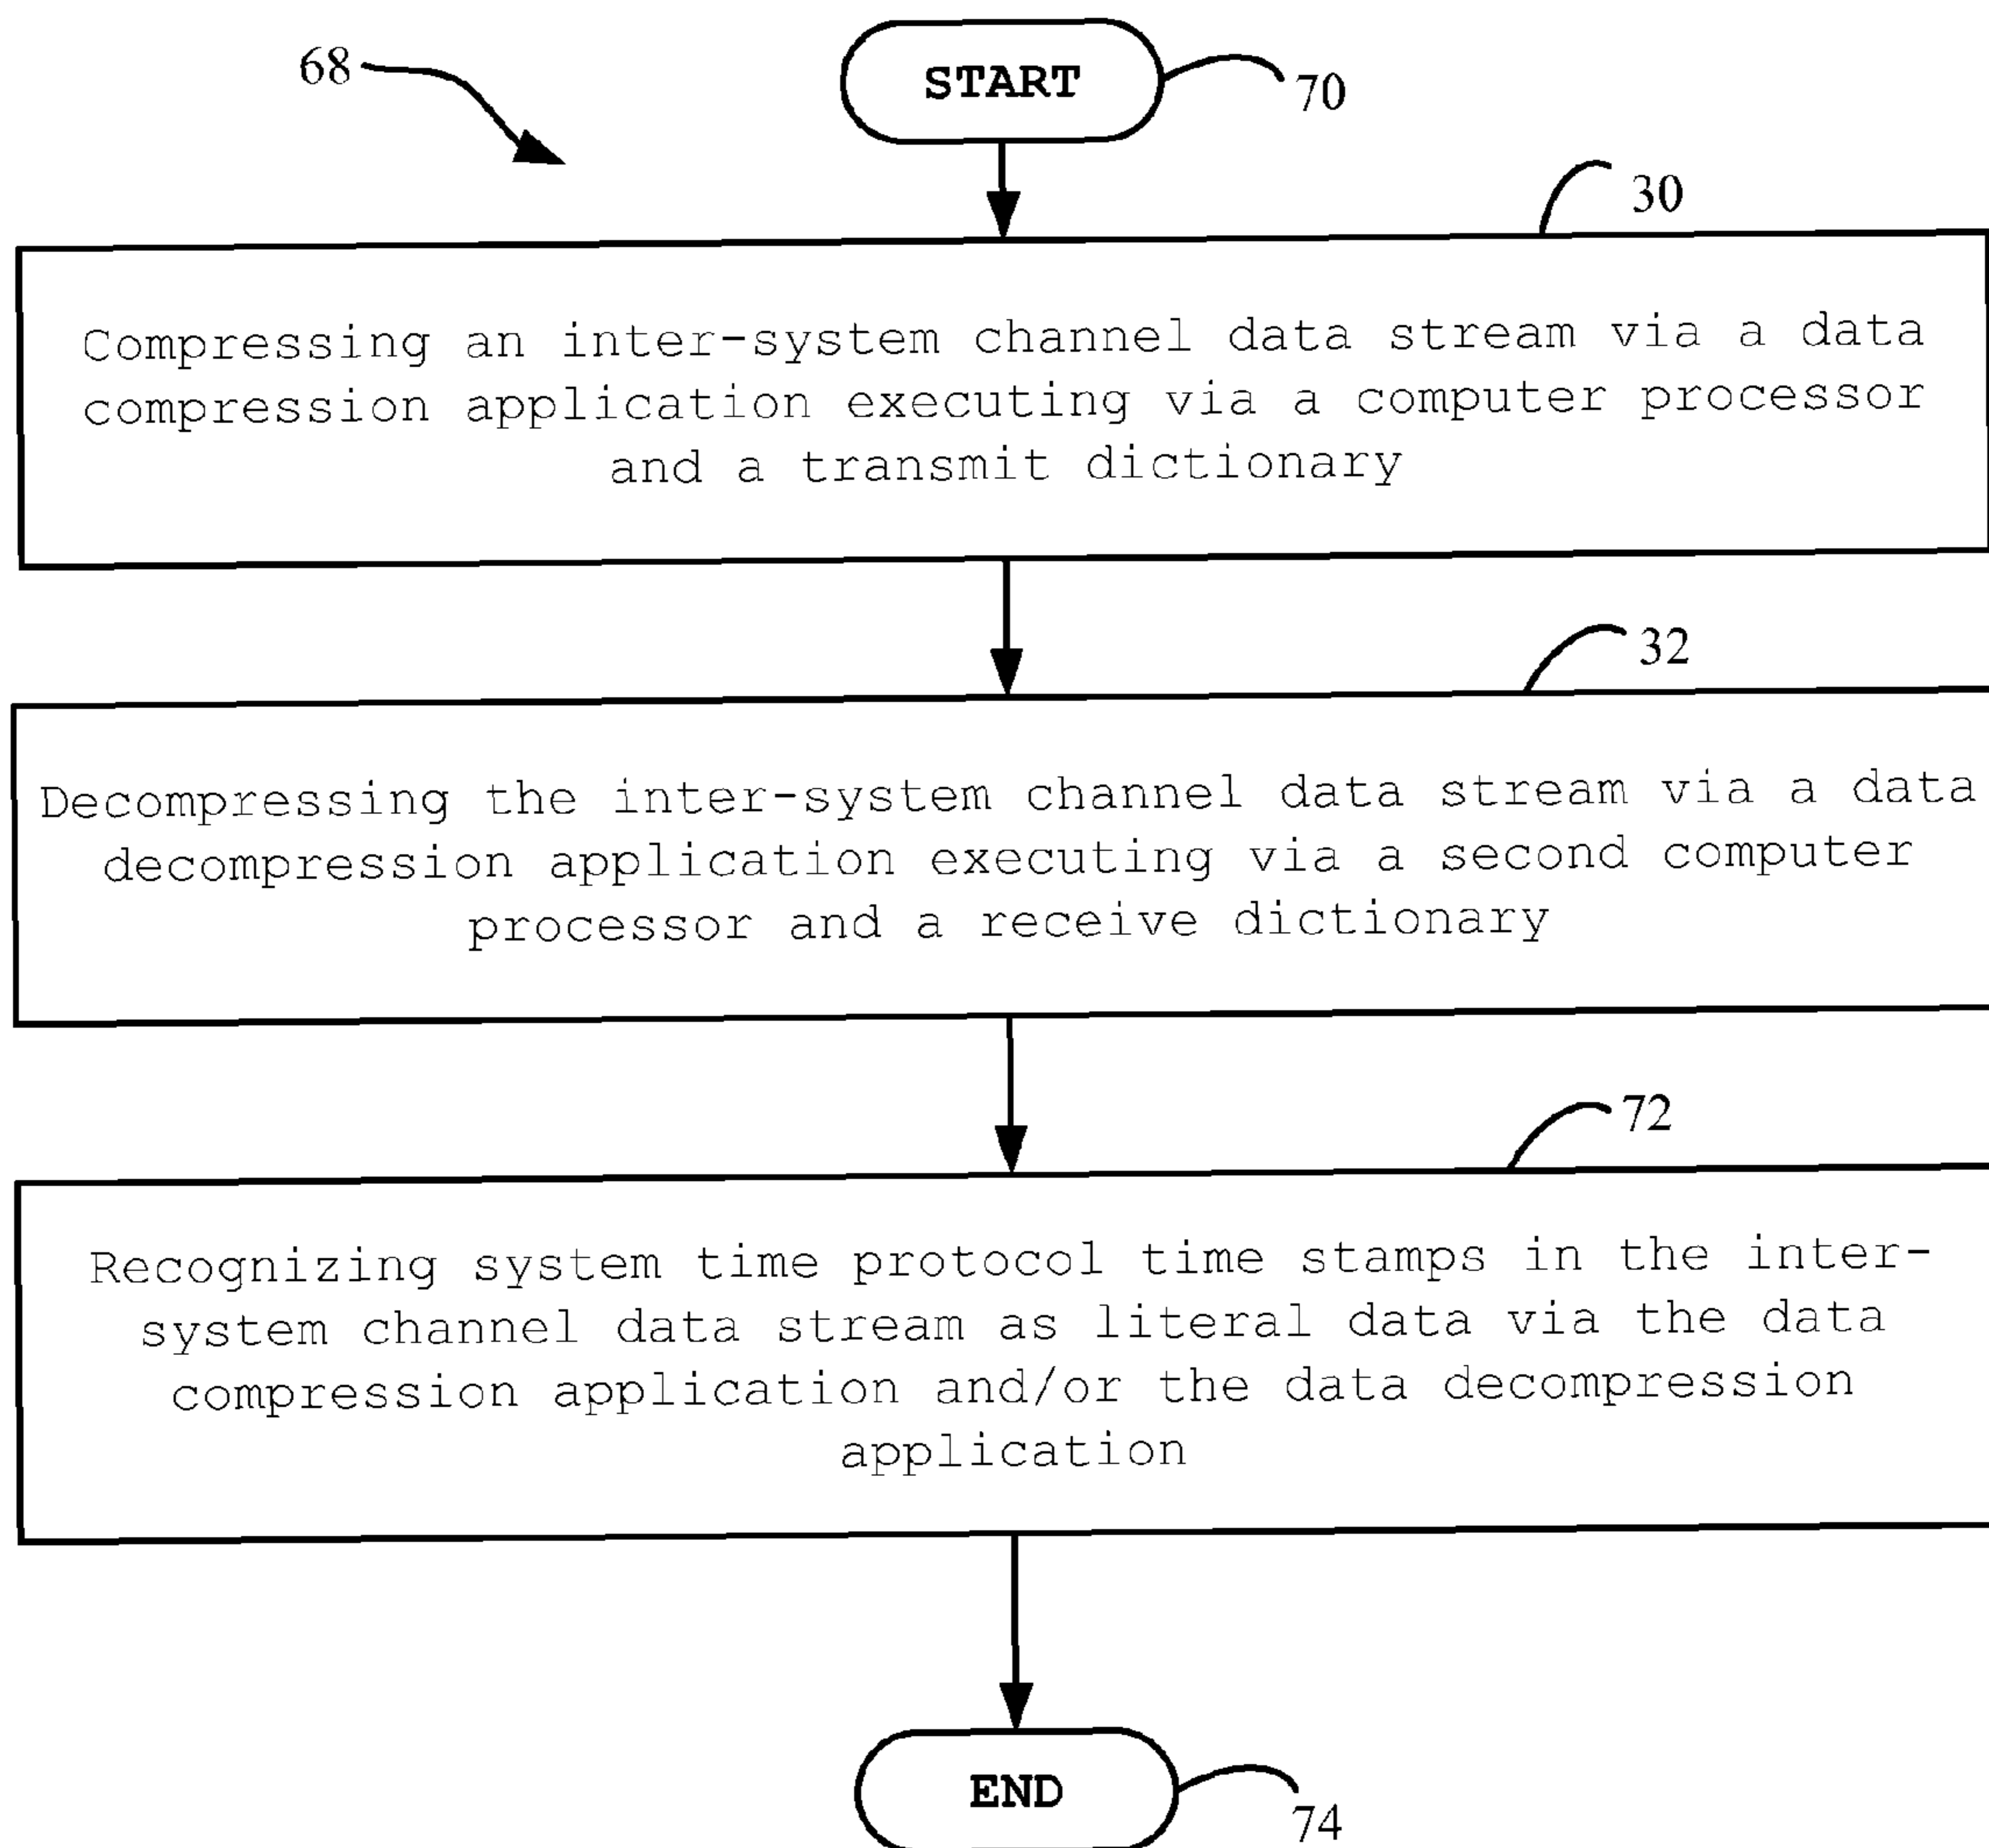 68
START
70
30
Compressing an inter-system channel data stream via a data
compression application executing via a computer processor
and a transmit dictionary
32
Decompressing the inter-system channel data stream via a data
decompression application executing via a second computer
processor and a receive dictionary
72
Recognizing system time protocol time stamps in the inter-
system channel data stream as literal data via the data
compression application and/or the data decompression
application
END
74